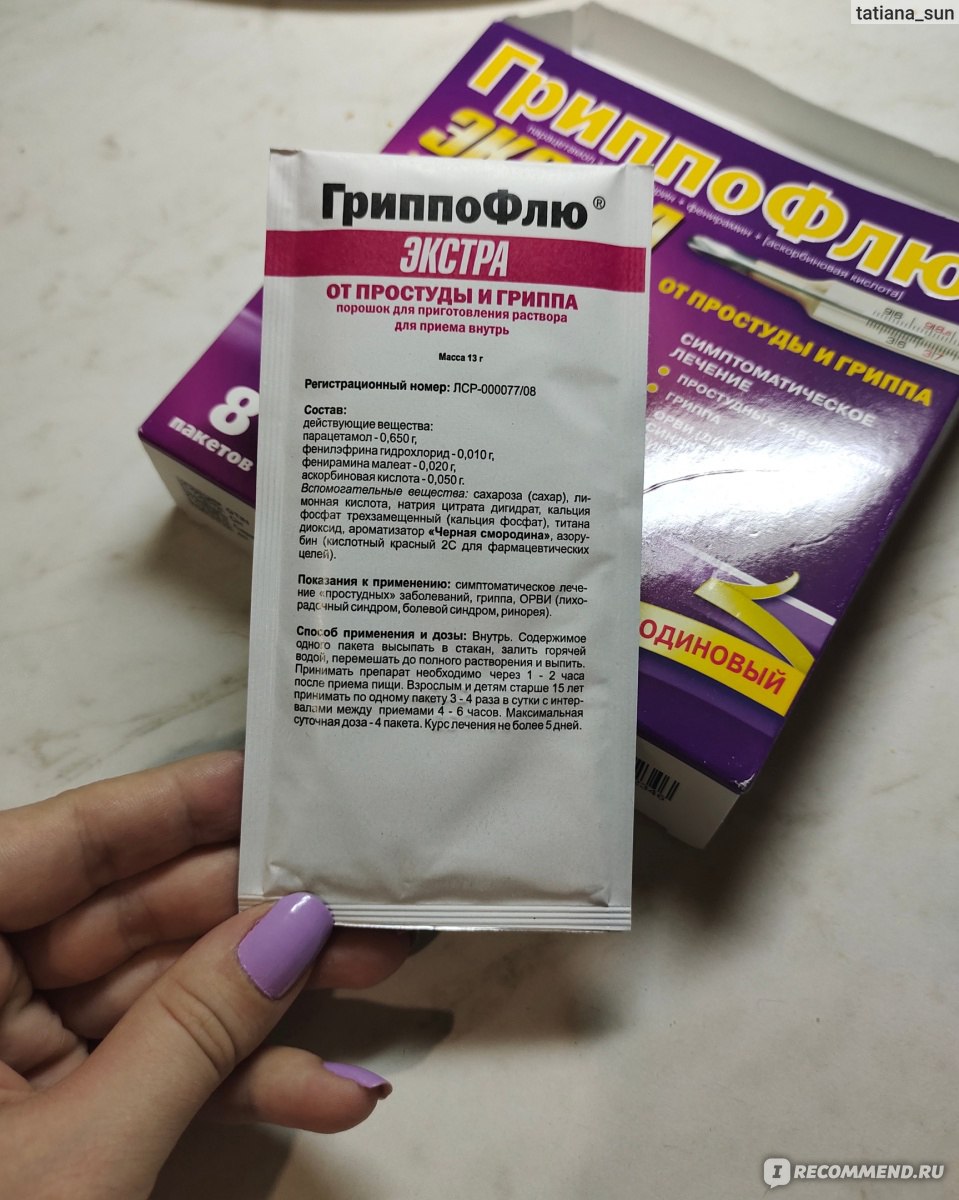 tatiana_sun
ГриппоФлю
парацетамол
фенирамин + [аскорбиновая кислота]
ОТ ПРОСТУДЫ И ГРИППА
СИМПТОМАТИЧЕСКОЕ
ЛЕЧЕНИЕ
ПРОСТУДНЫХ
ГРИППА
8
пакетов
ГриппоФлю®
ЭКСТРА
ОТ ПРОСТУДЫ И ГРИППА
порошок для приготовления раствора
для приема внутрь
Масса 13 г
Регистрационный номер: ЛСР-000077/08
Состав:
действующие вещества:
парацетамол - 0,650 г,
фенилэфрина гидрохлорид - 0,010 г,
фенирамина малеат - 0,020 г,
аскорбиновая кислота - 0,050 г.
Вспомогательные вещества: сахароза (сахар), ли-
монная кислота, натрия цитрата дигидрат, кальция
фосфат трехзамещенный (кальция фосфат), титана
диоксид, ароматизатор «Черная смородина», азору-
бин (кислотный красный 2С для фармацевтических
целей).
Показания к применению: симптоматическое лече-
ние «простудных» заболеваний, гриппа, ОРВИ (лихо-
радочный синдром, болевой синдром, ринорея).
Способ применения и дозы: Внутрь. Содержимое
одного пакета высыпать в стакан, залить горячей
водой, перемешать до полного растворения и выпить.
Принимать препарат необходимо через 1 - 2 часа
после приема пищи. Взрослым и детям старше 15 лет
принимать по одному пакету 3 - 4 раза в сутки с интер-
валами между приемами 4 - 6 часов. Максимальная
суточная доза - 4 пакета. Курс лечения не более 5 дней.
ОДИНОВЫЙ
IRECOMMEND.RU